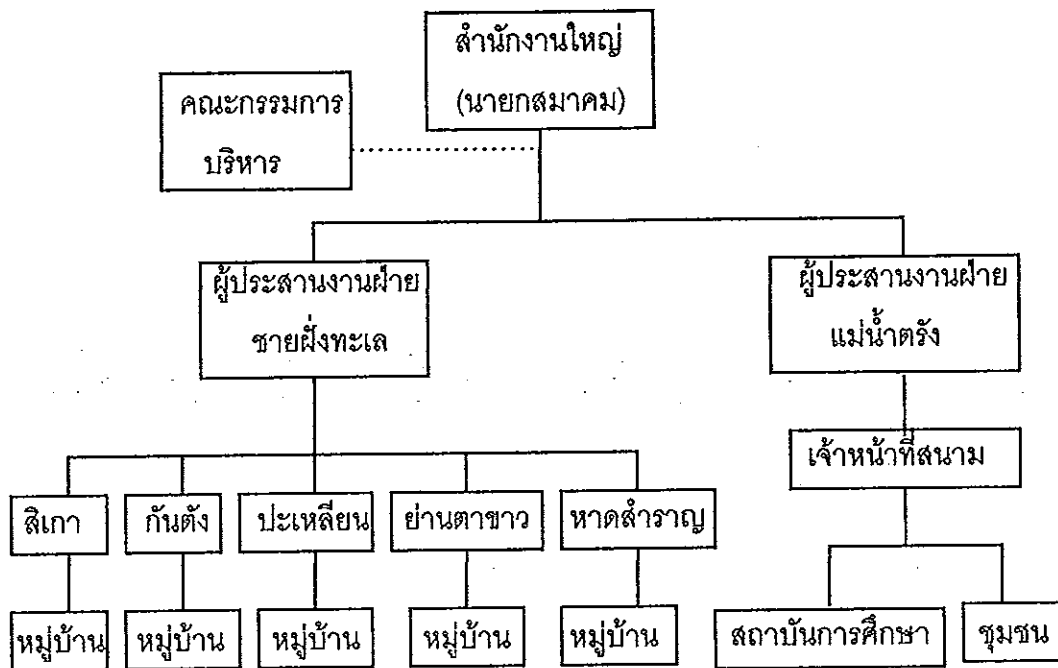 สำนักงานใหญ่
(นายกสมาคม)
คณะกรรมการ
บริหาร
ผู้ประสานงานฝ่าย
ชายฝั่งทะเล
ผู้ประสานงานฝ่าย
แม่น้ำตรัง
เจ้าหน้าที่สนาม
สิเกา
กันตัง
ปะเหลียน
ย่านตาขาว
หาดสำราญ
หมู่บ้าน
หมู่บ้าน
หมู่บ้าน
หมู่บ้าน
หมู่บ้าน
สถาบันการศึกษา
ชุมชน